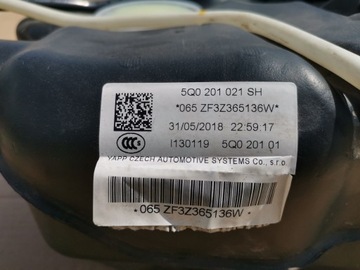 5Q0 201 021 SH
*065 ZF3Z365136W*
31/05/2018 22:59:17
I130119 5Q0 201 01
CCC
YAPP CZECH AUTOMOTIVE SYSTEMS Co., s.r.o.
*065 ZF3Z365136W*